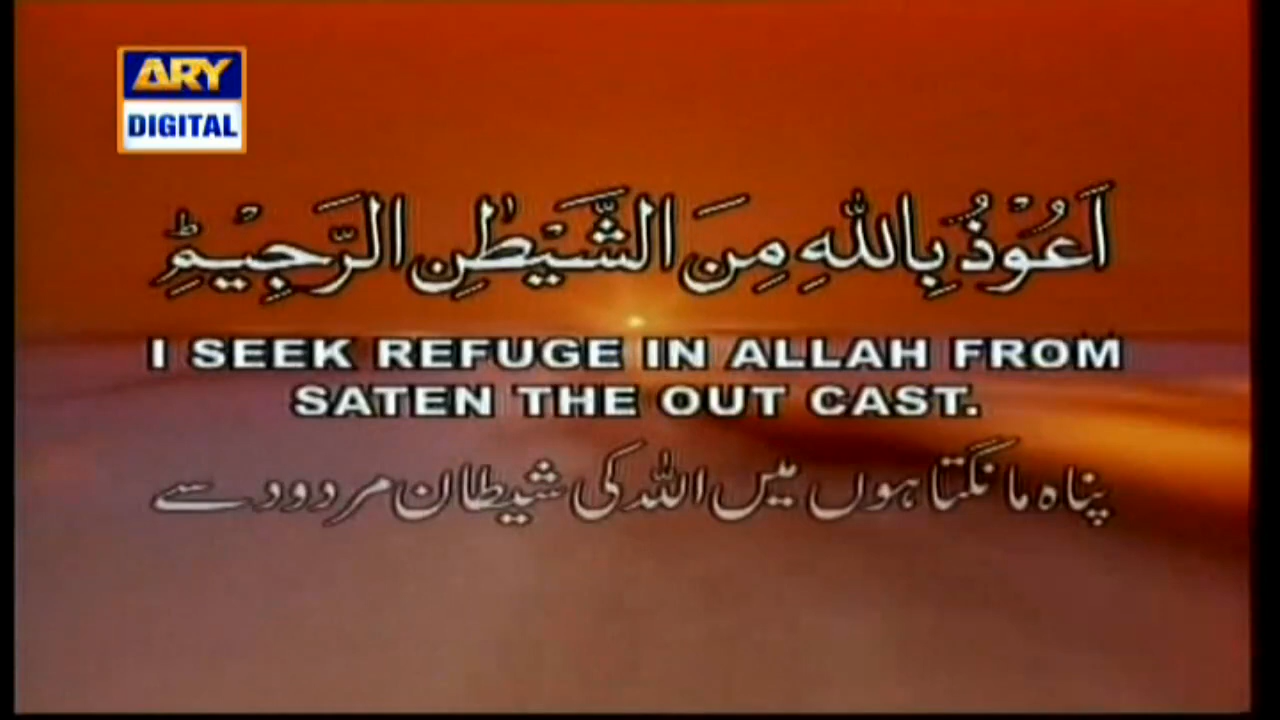 ARY
DIGITAL
اَعُوْذُ بِاللّٰهِ مِنَ الشَّيْطٰنِ الرَّجِيْمِؕ
I SEEK REFUGE IN ALLAH FROM
SATEN THE OUT CAST.
پناہ مانگتا ہوں میں اللہ کی شیطان مردود سے